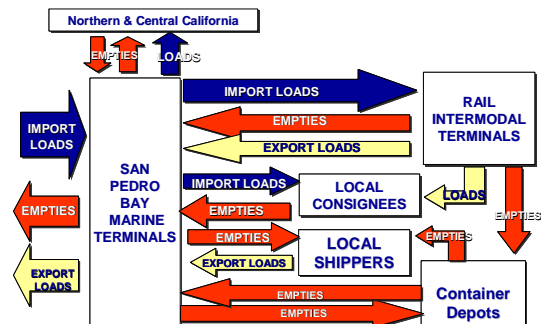 Northern & Central California
EMPTIES
LOADS
IMPORT LOADS
RAIL
INTERMODAL
TERMINALS
EMPTIES
IMPORT
LOADS
EXPORT LOADS
SAN
PEDRO
BAY
MARINE
TERMINALS
IMPORT LOADS
LOCAL
CONSIGNEES
LOADS
EMPTIES
EMPTIES
EMPTIES
EMPTIES
LOCAL
SHIPPERS
EMPTIES
EXPORT LOADS
EXPORT
LOADS
EMPTIES
EMPTIES
Container
Depots